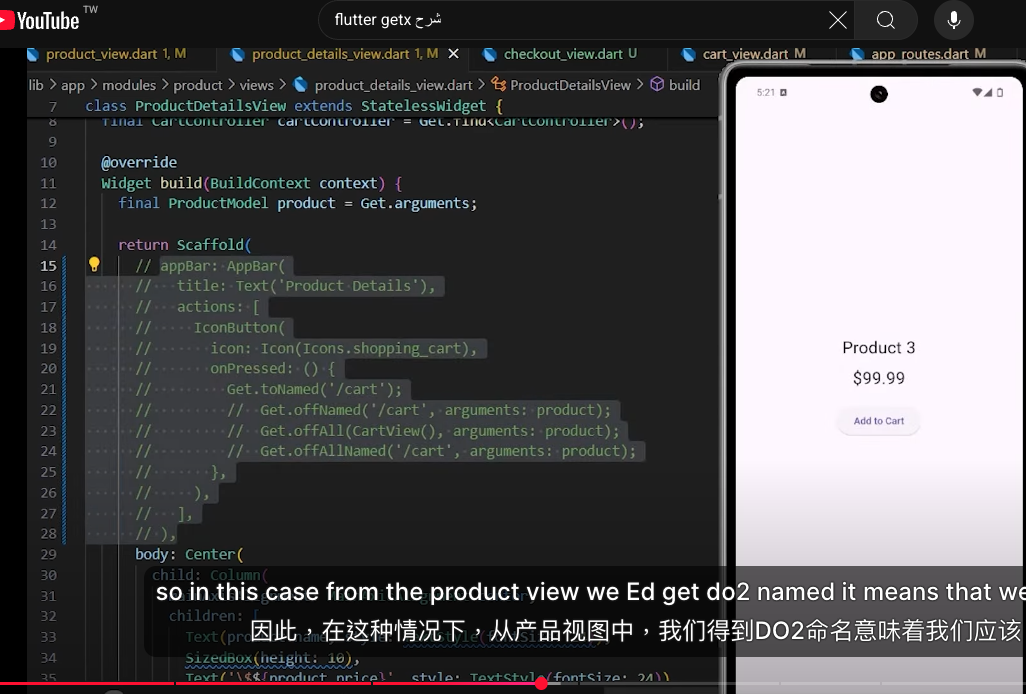 YouTube TW
flutter getx شرح
product_view.dart 1, M
product_details_view.dart 1, M
checkout_view.dart U
cart_view.dart M
app_routes.dart M
lib > app > modules > product > views > product_details_view.dart > ProductDetailsView > build
7 class ProductDetailsView extends StatelessWidget {
8 final CartController cartController = Get.find<CartController>();
9
10 @override
11 Widget build(BuildContext context) {
12 final ProductModel product = Get.arguments;
13
14 return Scaffold(
15 // appBar: AppBar(
16 // title: Text('Product Details'),
17 // actions: [
18 // IconButton(
19 // icon: Icon(Icons.shopping_cart),
20 // onPressed: () {
21 // Get.toNamed('/cart');
22 // // Get.offNamed('/cart', arguments: product);
23 // // Get.offAll(CartView(), arguments: product);
24 // // Get.offAllNamed('/cart', arguments: product);
25 // },
26 // ),
27 // ],
28 // ),
29 body: Center(
30 child: Column(
31
32 children: [
33 Text(
34 SizedBox(height: 10),
35 Text('\$${product.price}', style: TextStyle(fontSize: 24))
5:21
Product 3
$99.99
Add to Cart
so in this case from the product view we Ed get do2 named it means that we
因此，在这种情况下，从产品视图中，我们得到DO2命名意味着我们应该